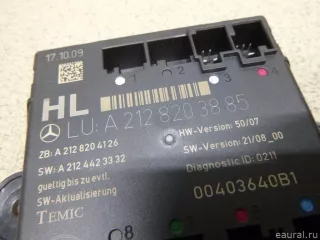 17.10.09
1 2 3 4
HL
LU: A 212 820 38 85
ZB: A 212 820 41 26
HW-Version: 50/07
SW: A 212 442 33 32
SW-Version: 21/08_00
gueltig bis zu evtl.
Diagnostic ID: 0211
SW-Aktualisierung
00403640B1
TEMIC
8
eaural.ru